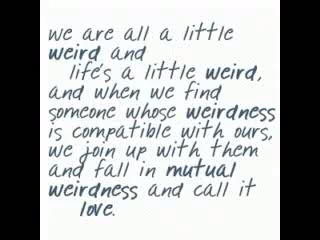 we are all a little
weird and
life's a little weird,
and when we find
someone whose weirdness
is compatible with ours,
we join up with them
and fall in mutual
weirdness and call it
love.